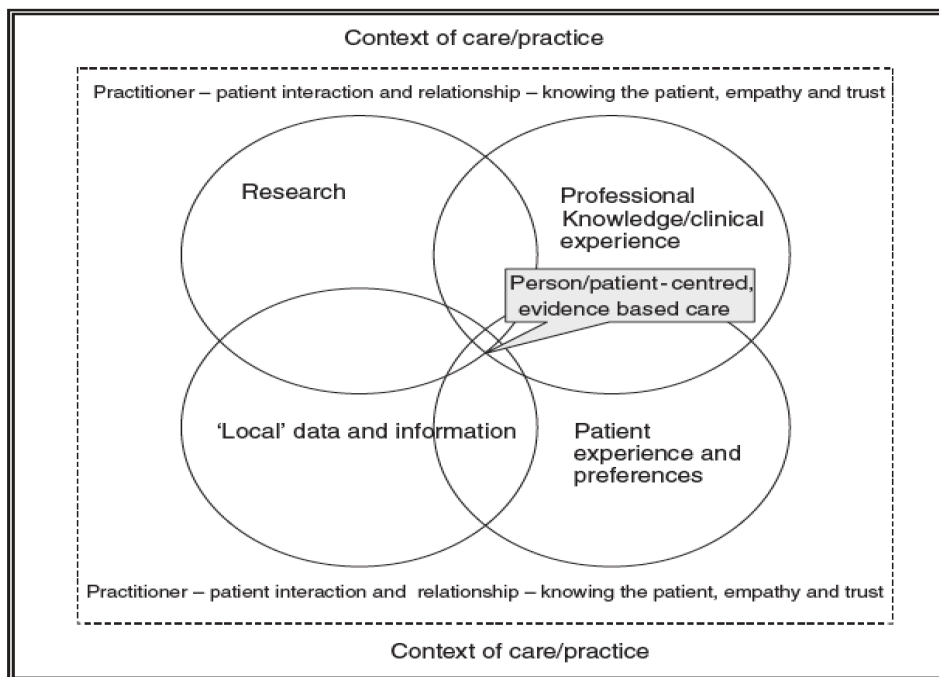 Context of care/practice
Practitioner – patient interaction and relationship – knowing the patient, empathy and trust
Research
Professional
Knowledge/clinical
experience
Person/patient-centred,
evidence based care
'Local' data and information
Patient
experience and
preferences
Practitioner – patient interaction and relationship – knowing the patient, empathy and trust
Context of care/practice